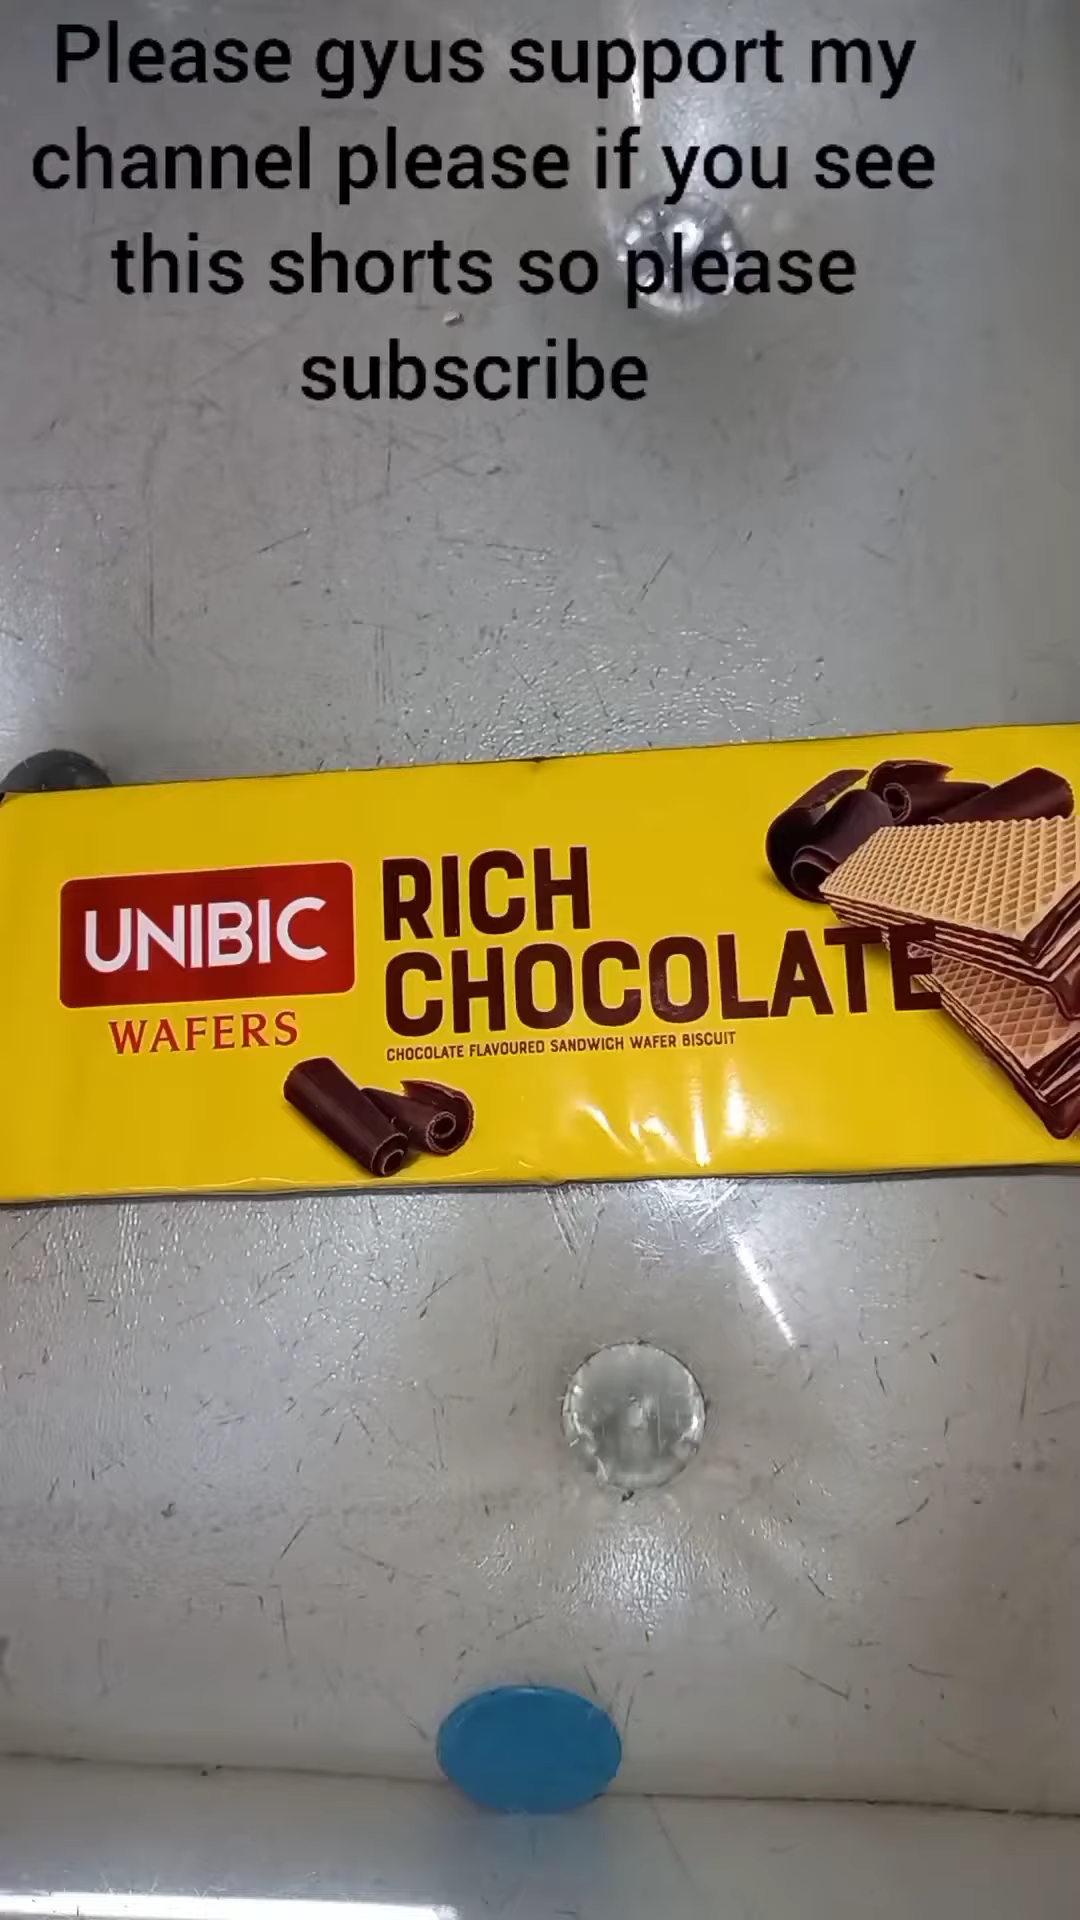 Please gyus support my
channel please if you see
this shorts so please
subscribe
UNIBIC
WAFERS
RICH
CHOCOLATE
CHOCOLATE FLAVOURED SANDWICH WAFER BISCUIT